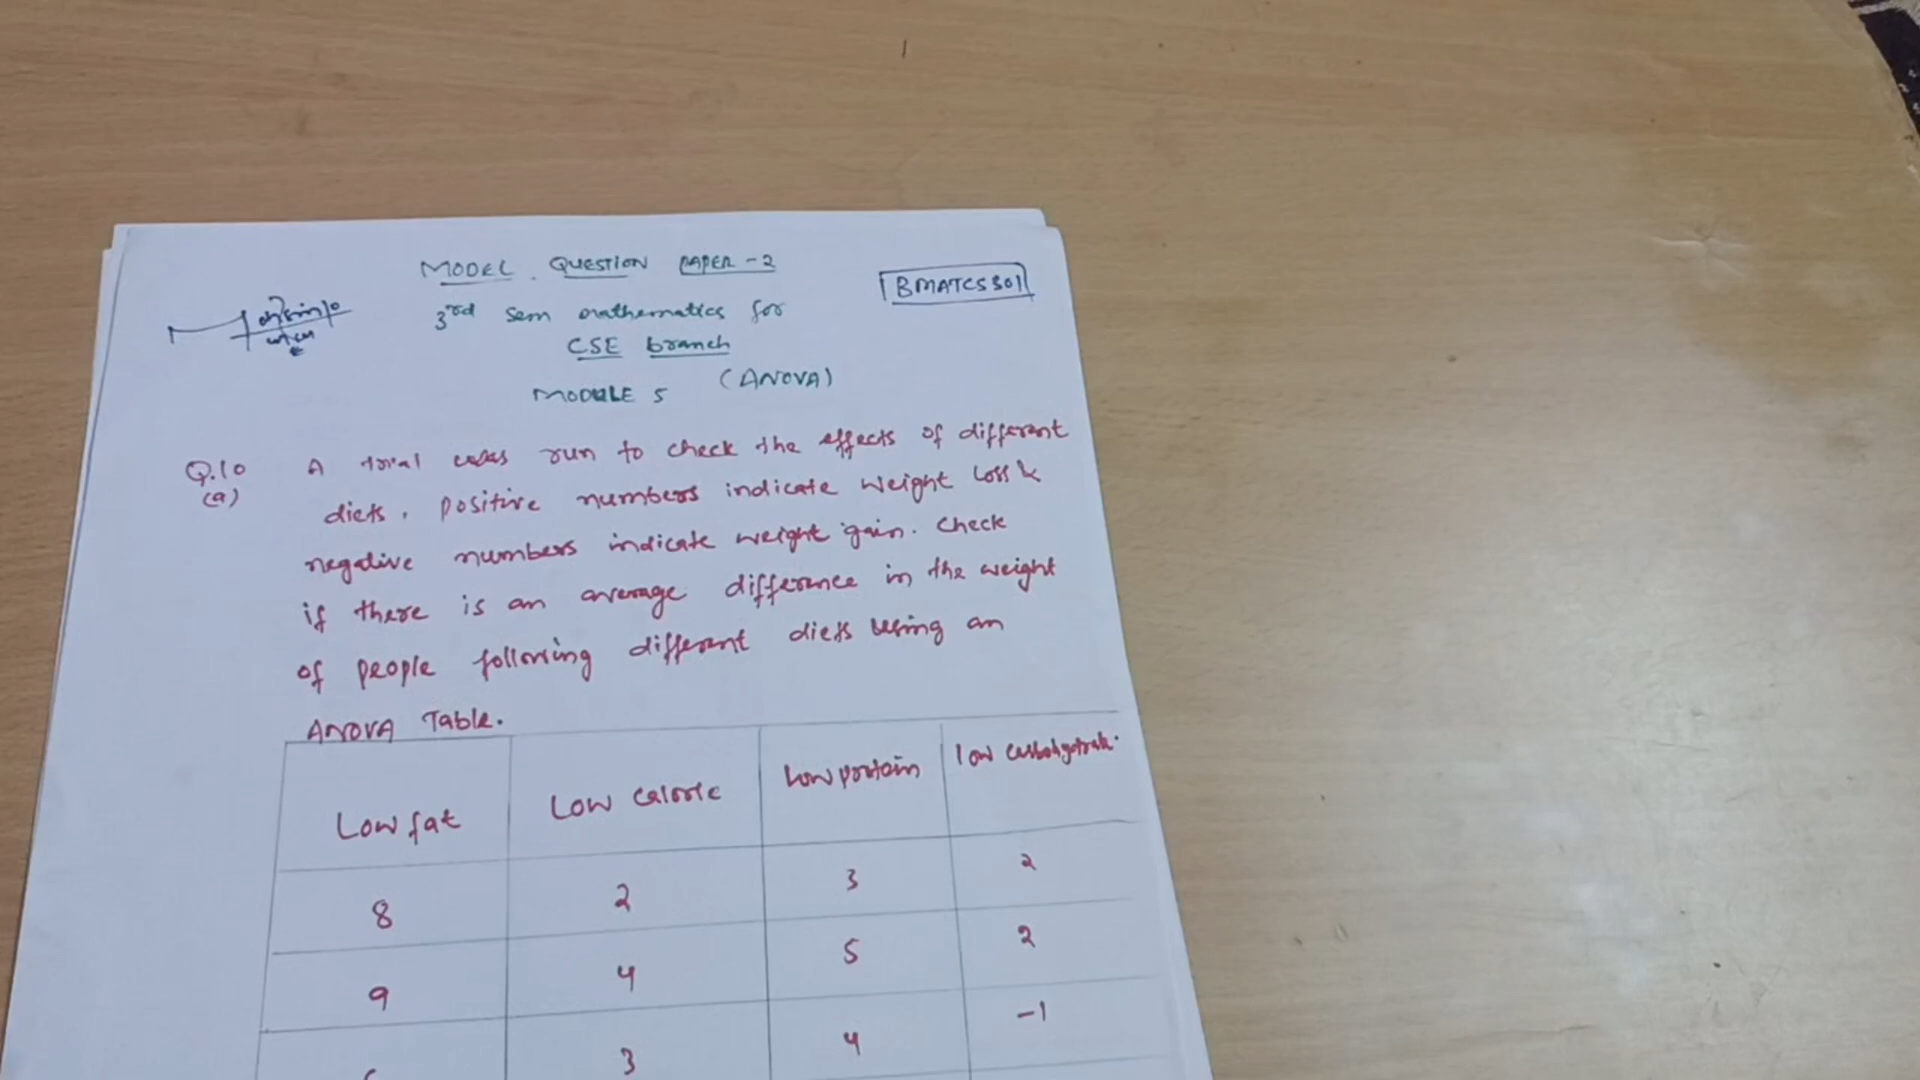 MODEL QUESTION PAPER - 2
BMATCS301
3rd sem mathematics for
CSE branch
MODULE 5 (ANOVA)
Q.10 A trial was run to check the effects of different
(a) diets. positive numbers indicate weight loss &
negative numbers indicate weight gain. Check
if there is an average difference in the weight
of people following different diets using an
ANOVA Table.
Low fat Low calorie Low protein low carbohydrate.
8 2 3 2
9 4 5 2
3 4 -1